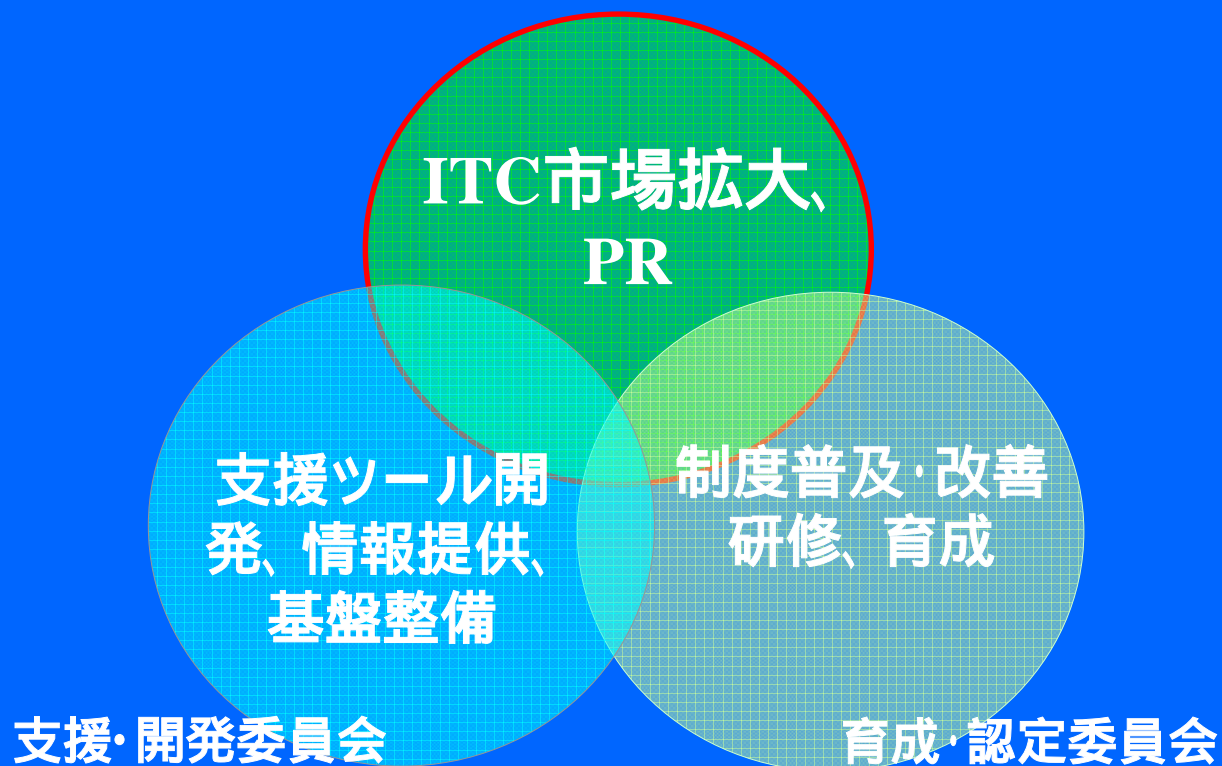 ITC市場拡大、
PR
支援ツール開
発、情報提供、
基盤整備
制度普及・改善
研修、育成
支援・開発委員会
育成・認定委員会